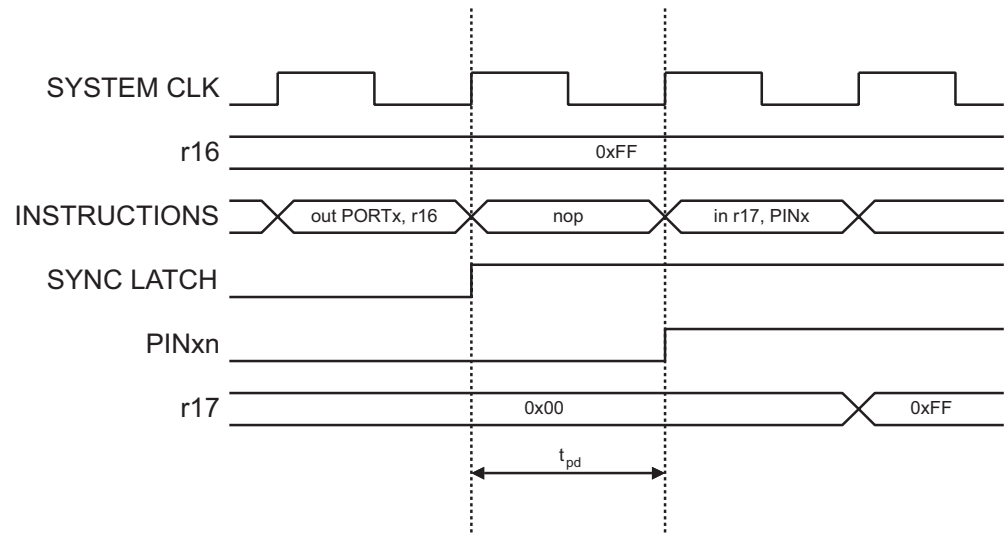 SYSTEM CLK
r16
0xFF
INSTRUCTIONS
out PORTx, r16
nop
in r17, PINx
SYNC LATCH
PINxn
r17
0x00
0xFF
tpd